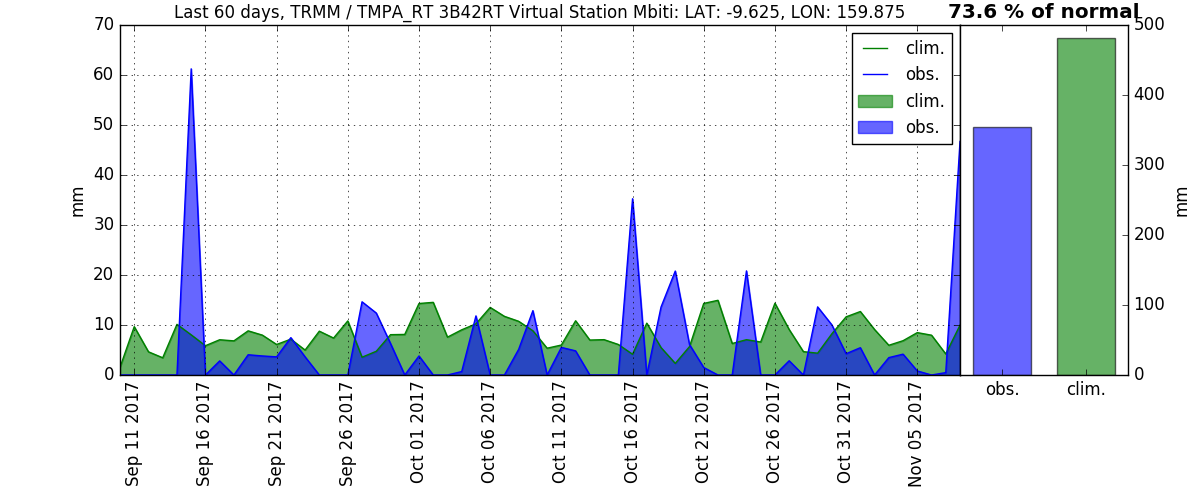 Last 60 days, TRMM / TMPA_RT 3B42RT Virtual Station Mbiti: LAT: -9.625, LON: 159.875
73.6 % of normal
70
60
50
40
30
20
10
0
mm
clim.
obs.
clim.
obs.
Sep 11 2017
Sep 16 2017
Sep 21 2017
Sep 26 2017
Oct 01 2017
Oct 06 2017
Oct 11 2017
Oct 16 2017
Oct 21 2017
Oct 26 2017
Oct 31 2017
Nov 05 2017
500
400
300
200
100
0
mm
obs.
clim.